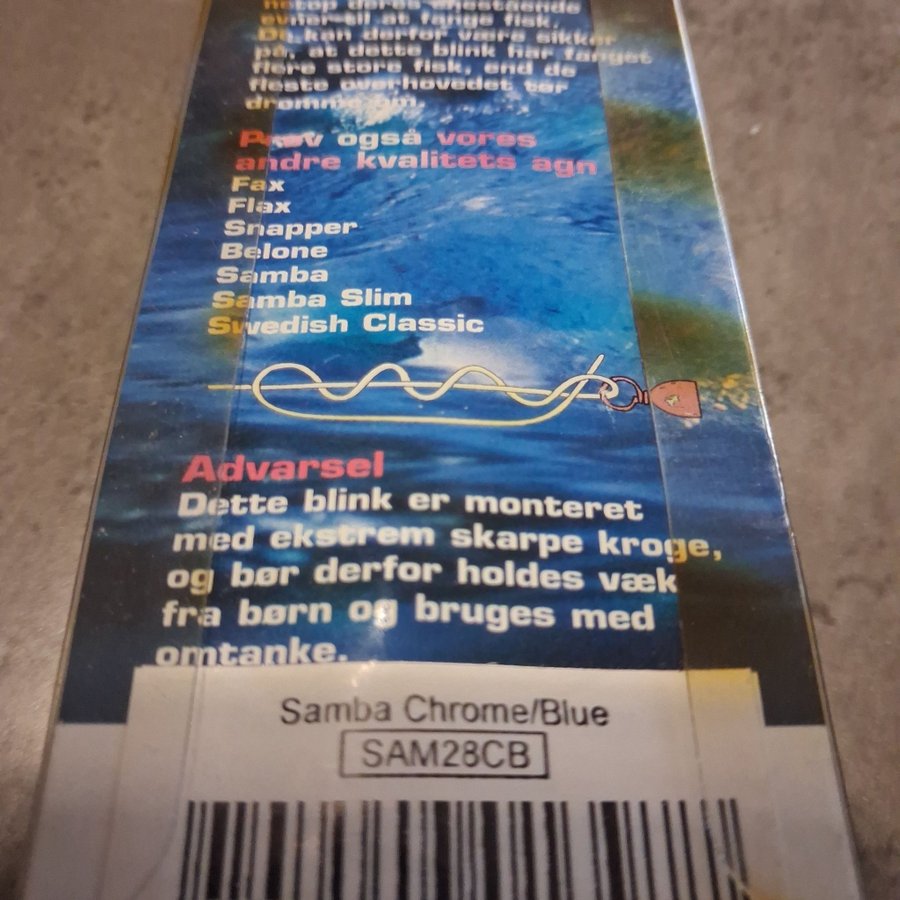 netop deres enestående
evner til at fange fisk.
De kan derfor være sikker
på, at dette blink har fanget
flere store fisk, end de
fleste overhovedet tør
drømme om.
Prøv også vores
andre kvalitets agn
Fax
Flax
Snapper
Belone
Samba
Samba Slim
Swedish Classic
Advarsel
Dette blink er monteret
med ekstrem skarpe kroge,
og bør derfor holdes væk
fra børn og bruges med
omtanke.
Samba Chrome/Blue
SAM28CB